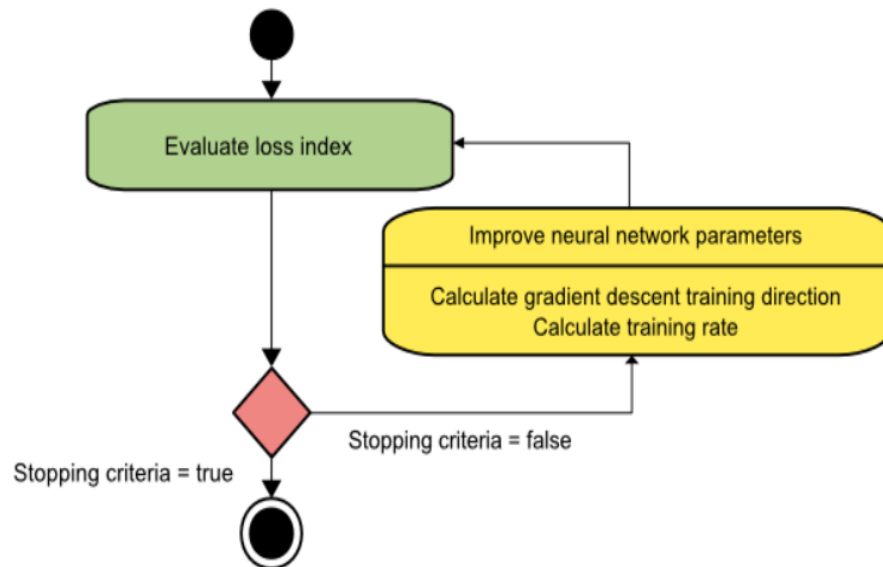 Evaluate loss index
Improve neural network parameters
Calculate gradient descent training direction
Calculate training rate
Stopping criteria = false
Stopping criteria = true